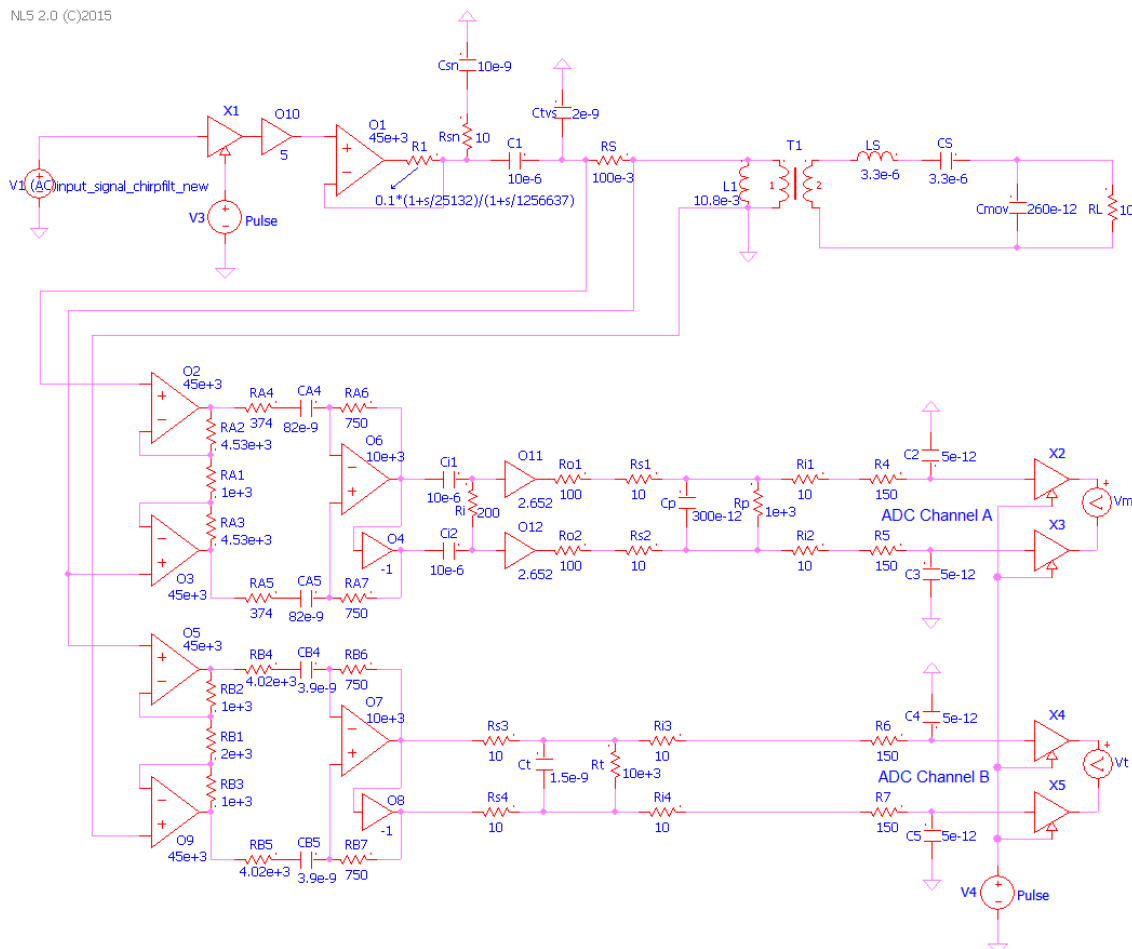 NL5 2.0 (C)2015
Csn
10e-9
Ctvs
2e-9
X1
O10
5
O1
45e+3
R1
Rsn
10
C1
10e-6
RS
100e-3
T1
LS
3.3e-6
CS
3.3e-6
V1 (AC)input_signal_chirpfilt_new
0.1*(1+s/25132)/(1+s/1256637)
L1
10.8e-3
1
2
Cmov
260e-12
RL
10
V3
Pulse
O2
45e+3
RA4
374
CA4
82e-9
RA6
750
RA2
4.53e+3
O6
10e+3
RA1
1e+3
Ci1
10e-6
O11
2.652
Ro1
100
Rs1
10
Ri1
10
R4
150
C2
5e-12
X2
RA3
4.53e+3
Ri
200
Cp
300e-12
Rp
1e+3
ADC Channel A
Vm
O3
45e+3
O4
-1
Ci2
10e-6
O12
2.652
Ro2
100
Rs2
10
Ri2
10
R5
150
X3
RA5
374
CA5
82e-9
RA7
750
C3
5e-12
O5
45e+3
RB4
4.02e+3
CB4
3.9e-9
RB6
750
RB2
1e+3
O7
10e+3
RB1
2e+3
Rs3
10
Ri3
10
R6
150
C4
5e-12
X4
RB3
1e+3
Ct
1.5e-9
Rt
10e+3
ADC Channel B
Vt
O9
45e+3
O8
-1
Rs4
10
Ri4
10
R7
150
X5
RB5
4.02e+3
CB5
3.9e-9
RB7
750
C5
5e-12
V4
Pulse